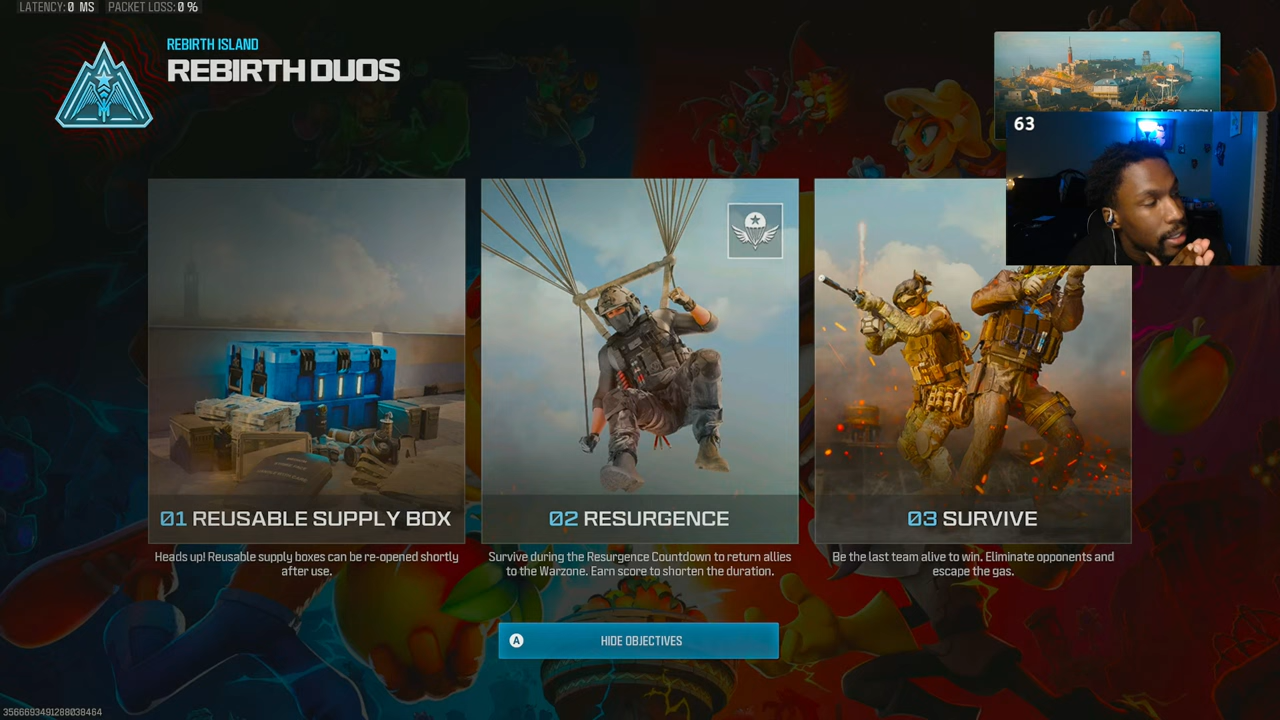 LATENCY: 0 MS PACKET LOSS: 0 %
REBIRTH ISLAND
REBIRTH DUOS
63
01 REUSABLE SUPPLY BOX
Heads up! Reusable supply boxes can be re-opened shortly
after use.
02 RESURGENCE
Survive during the Resurgence Countdown to return allies
to the Warzone. Earn score to shorten the duration.
03 SURVIVE
Be the last team alive to win. Eliminate opponents and
escape the gas.
A HIDE OBJECTIVES